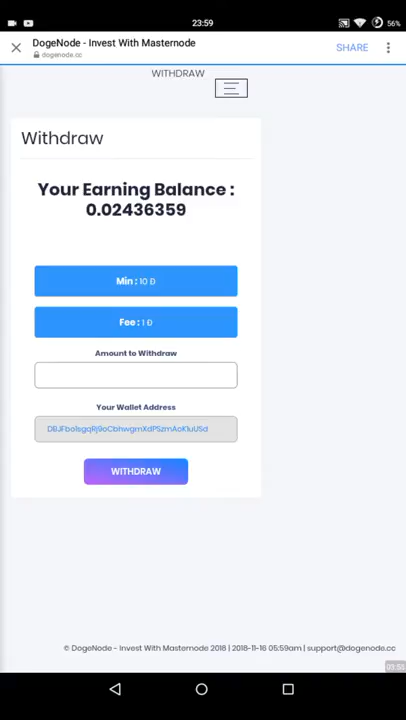 23:59
56%
DogeNode - Invest With Masternode
dogenode.cc
SHARE
WITHDRAW
Withdraw
Your Earning Balance :
0.02436359
Min : 10 Ð
Fee : 1 Ð
Amount to Withdraw
Your Wallet Address
WITHDRAW
© DogeNode - Invest With Masternode 2018 | 2018-11-16 05:59am | support@dogenode.cc